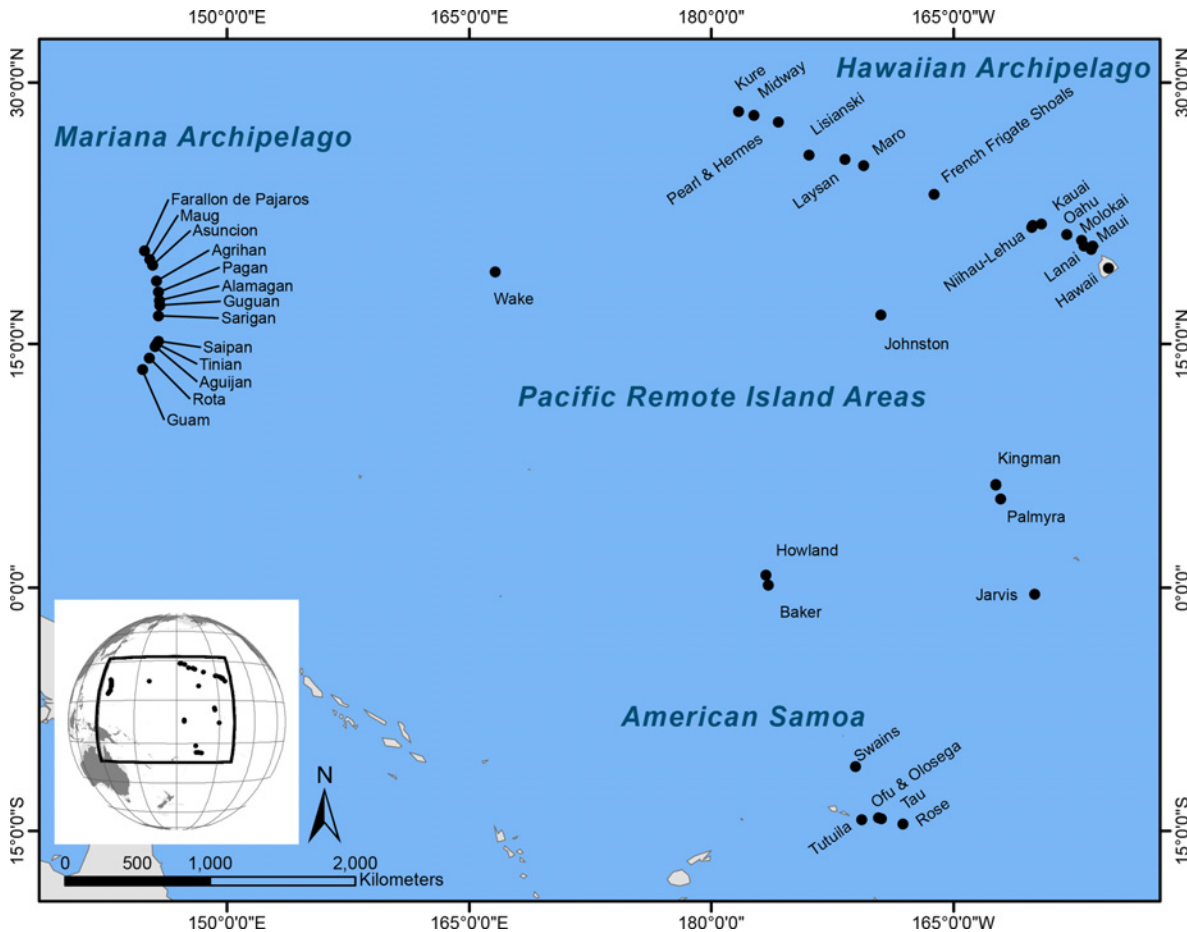 150°0'0"E
165°0'0"E
180°0'0"
165°0'0"W
30°0'0"N
30°0'0"N
Hawaiian Archipelago
Kure
Midway
Pearl & Hermes
Lisianski
Laysan
Maro
French Frigate Shoals
Niihau-Lehua
Kauai
Oahu
Molokai
Maui
Lanai
Hawaii
Mariana Archipelago
Farallon de Pajaros
Maug
Asuncion
Agrihan
Pagan
Alamagan
Guguan
Sarigan
Saipan
Tinian
Aguijan
Rota
Guam
Wake
Johnston
15°0'0"N
15°0'0"N
Pacific Remote Island Areas
Kingman
Palmyra
Howland
Baker
Jarvis
0°0'0"
0°0'0"
American Samoa
Swains
Ofu & Olosega
Tau
Tutuila
Rose
15°0'0"S
15°0'0"S
N
0
500
1,000
2,000
Kilometers
150°0'0"E
165°0'0"E
180°0'0"
165°0'0"W